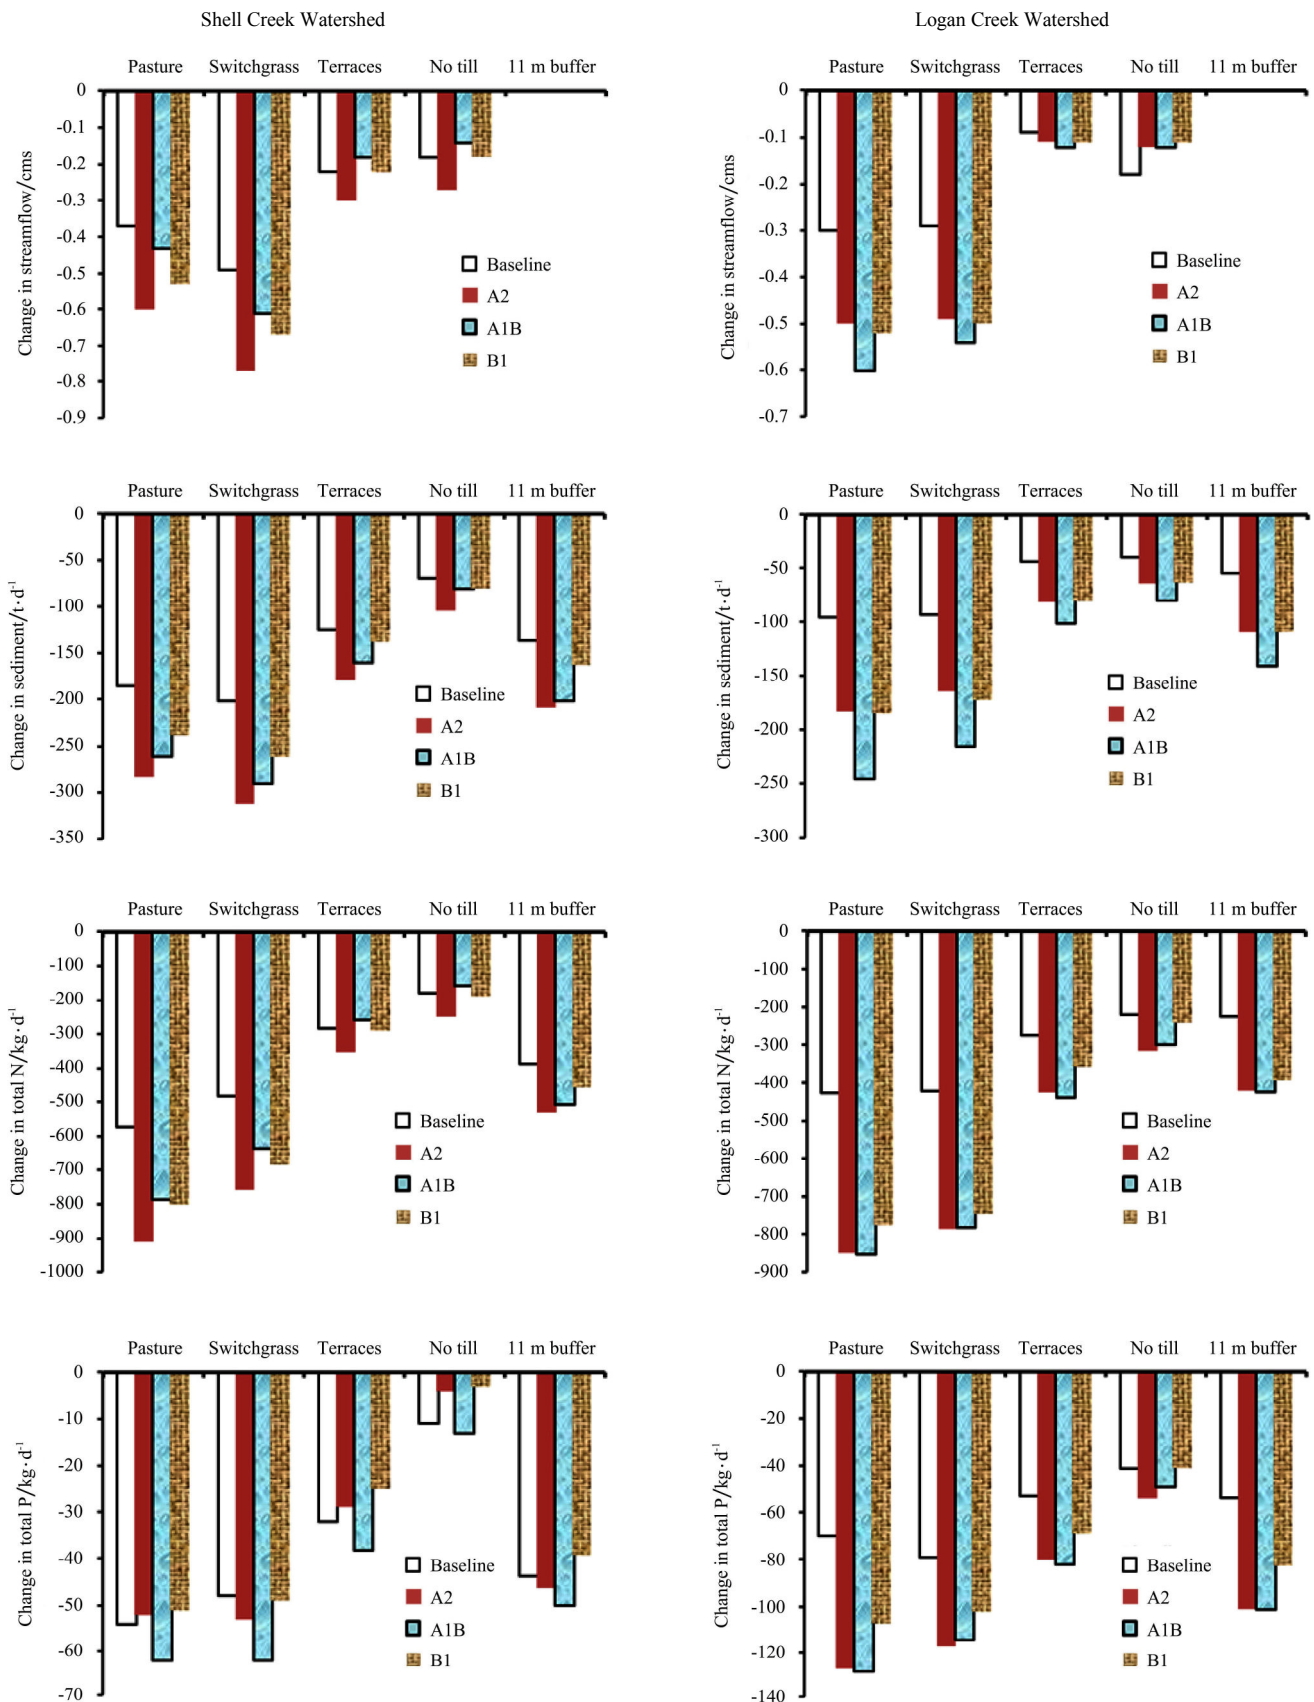 Shell Creek Watershed
Pasture Switchgrass Terraces No till 11 m buffer
0
-0.1
-0.2
-0.3
-0.4
-0.5
-0.6
-0.7
-0.8
-0.9
Change in streamflow/cms
Baseline
A2
A1B
B1
Logan Creek Watershed
Pasture Switchgrass Terraces No till 11 m buffer
0
-0.1
-0.2
-0.3
-0.4
-0.5
-0.6
-0.7
Change in streamflow/cms
Baseline
A2
A1B
B1
Pasture Switchgrass Terraces No till 11 m buffer
0
-50
-100
-150
-200
-250
-300
-350
Change in sediment/t·d⁻¹
Baseline
A2
A1B
B1
Pasture Switchgrass Terraces No till 11 m buffer
0
-50
-100
-150
-200
-250
-300
Change in sediment/t·d⁻¹
Baseline
A2
A1B
B1
Pasture Switchgrass Terraces No till 11 m buffer
0
-100
-200
-300
-400
-500
-600
-700
-800
-900
-1000
Change in total N/kg·d⁻¹
Baseline
A2
A1B
B1
Pasture Switchgrass Terraces No till 11 m buffer
0
-100
-200
-300
-400
-500
-600
-700
-800
-900
Change in total N/kg·d⁻¹
Baseline
A2
A1B
B1
Pasture Switchgrass Terraces No till 11 m buffer
0
-10
-20
-30
-40
-50
-60
-70
Change in total P/kg·d⁻¹
Baseline
A2
A1B
B1
Pasture Switchgrass Terraces No till 11 m buffer
0
-20
-40
-60
-80
-100
-120
-140
Change in total P/kg·d⁻¹
Baseline
A2
A1B
B1